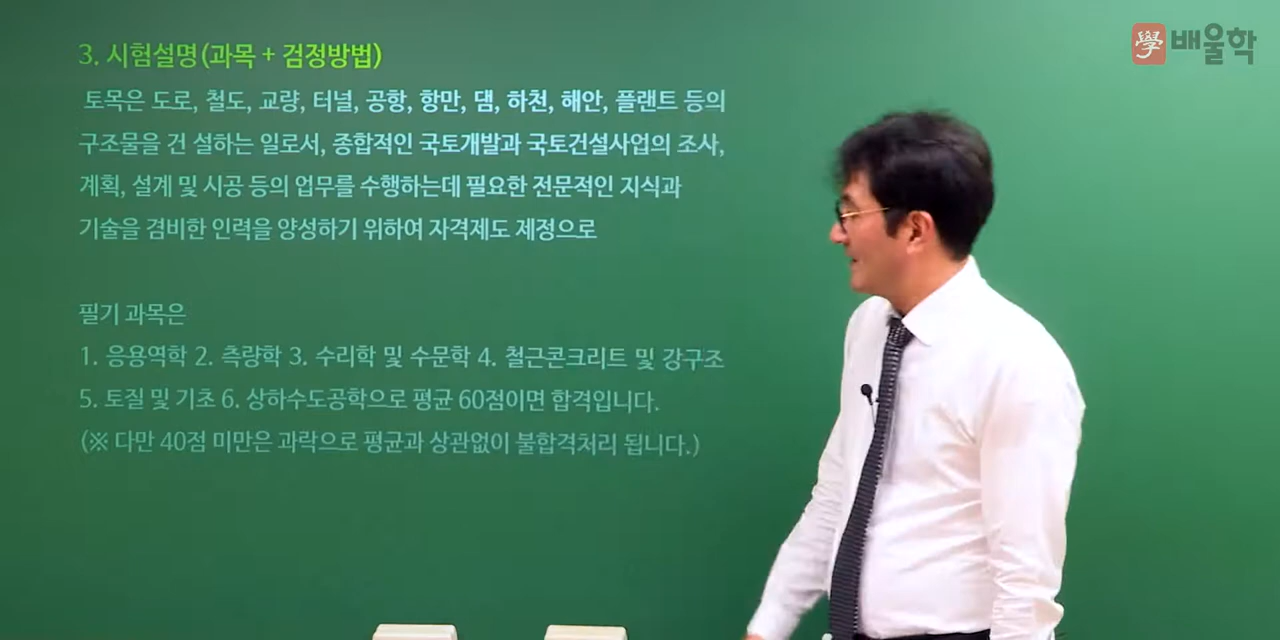 3. 시험설명(과목 + 검정방법)
學 배울학
토목은 도로, 철도, 교량, 터널, 공항, 항만, 댐, 하천, 해안, 플랜트 등의
구조물을 건 설하는 일로서, 종합적인 국토개발과 국토건설사업의 조사,
계획, 설계 및 시공 등의 업무를 수행하는데 필요한 전문적인 지식과
기술을 겸비한 인력을 양성하기 위하여 자격제도 제정으로
필기 과목은
1. 응용역학 2. 측량학 3. 수리학 및 수문학 4. 철근콘크리트 및 강구조
5. 토질 및 기초 6. 상하수도공학으로 평균 60점이면 합격입니다.
(※ 다만 40점 미만은 과락으로 평균과 상관없이 불합격처리 됩니다.)